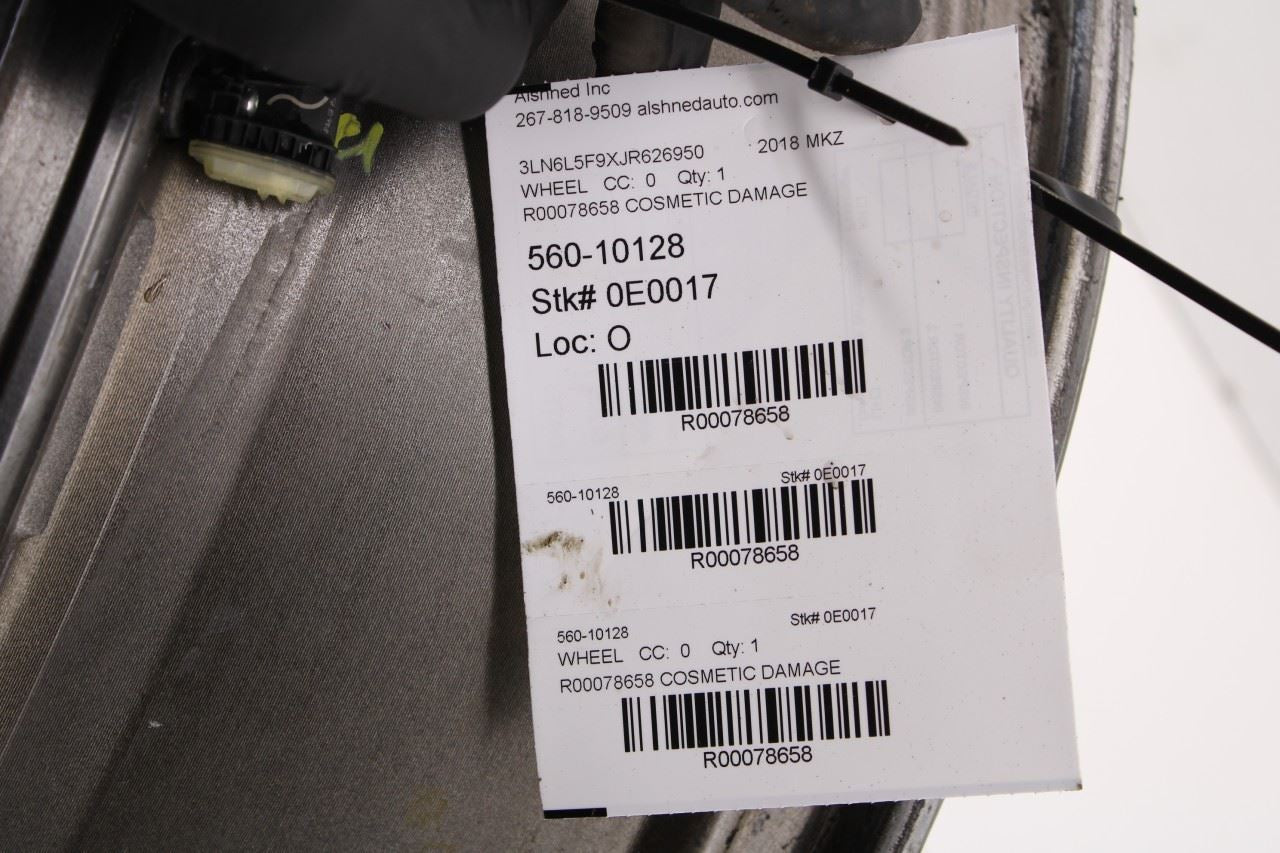 Alshned Inc
267-818-9509 alshnedauto.com
3LN6L5F9XJR626950 2018 MKZ
WHEEL CC: 0 Qty: 1
R00078658 COSMETIC DAMAGE
560-10128
Stk# 0E0017
Loc: O
R00078658
560-10128 Stk# 0E0017
R00078658
560-10128 Stk# 0E0017
WHEEL CC: 0 Qty: 1
R00078658 COSMETIC DAMAGE
R00078658
QUALITY INSPECTION